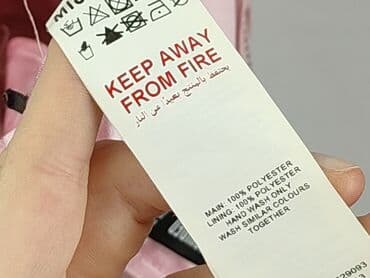 KEEP AWAY
FROM FIRE
يحتفظ بالمنتج بعيداً عن النار
MAIN: 100% POLYESTER
LINING: 100% POLYESTER
HAND WASH ONLY
WASH SIMILAR COLOURS
TOGETHER